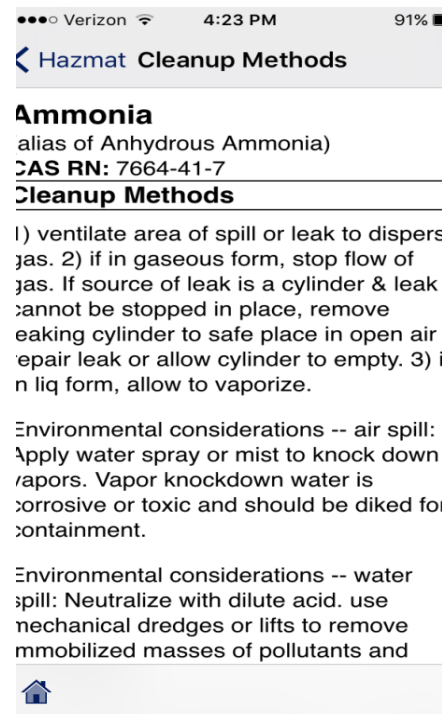 Verizon 4:23 PM 91%
Hazmat Cleanup Methods
Ammonia
alias of Anhydrous Ammonia)
CAS RN: 7664-41-7
Cleanup Methods
1) ventilate area of spill or leak to dispers
gas. 2) if in gaseous form, stop flow of
gas. If source of leak is a cylinder & leak
cannot be stopped in place, remove
eaking cylinder to safe place in open air
repair leak or allow cylinder to empty. 3) i
n liq form, allow to vaporize.
Environmental considerations -- air spill:
Apply water spray or mist to knock down
vapors. Vapor knockdown water is
corrosive or toxic and should be diked for
containment.
Environmental considerations -- water
spill: Neutralize with dilute acid. use
mechanical dredges or lifts to remove
mmobilized masses of pollutants and